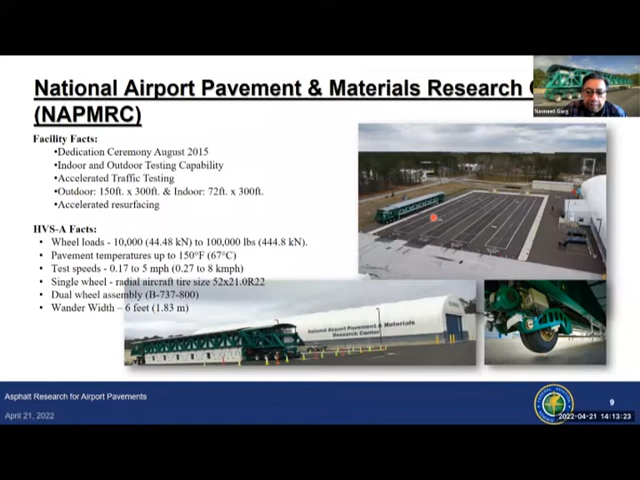 National Airport Pavement & Materials Research
(NAPMRC)
Navneet Garg
Facility Facts:
•Dedication Ceremony August 2015
•Indoor and Outdoor Testing Capability
•Accelerated Traffic Testing
•Outdoor: 150ft. x 300ft. & Indoor: 72ft. x 300ft.
•Accelerated resurfacing
HVS-A Facts:
• Wheel loads - 10,000 (44.48 kN) to 100,000 lbs (444.8 kN).
• Pavement temperatures up to 150°F (67°C)
• Test speeds - 0.17 to 5 mph (0.27 to 8 kmph)
• Single wheel - radial aircraft tire size 52x21.0R22
• Dual wheel assembly (B-737-800)
• Wander Width – 6 feet (1.83 m)
National Airport Pavement & Materials
Research Center
Asphalt Research for Airport Pavements
April 21, 2022
9
2022-04-21 14:13:23